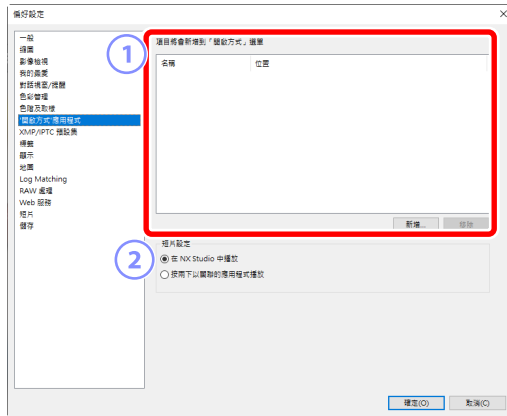 偏好設定
一般
縮圖
影像檢視
我的最愛
對話視窗/提醒
色彩管理
色階及取樣
"開啟方式"應用程式
XMP/IPTC 預設集
標籤
顯示
地圖
Log Matching
RAW 處理
Web 服務
短片
儲存
1
項目將會新增到「開啟方式」選單
名稱 位置
新增... 移除
2
短片設定
在 NX Studio 中播放
按兩下以關聯的應用程式播放
確定(O) 取消(C)